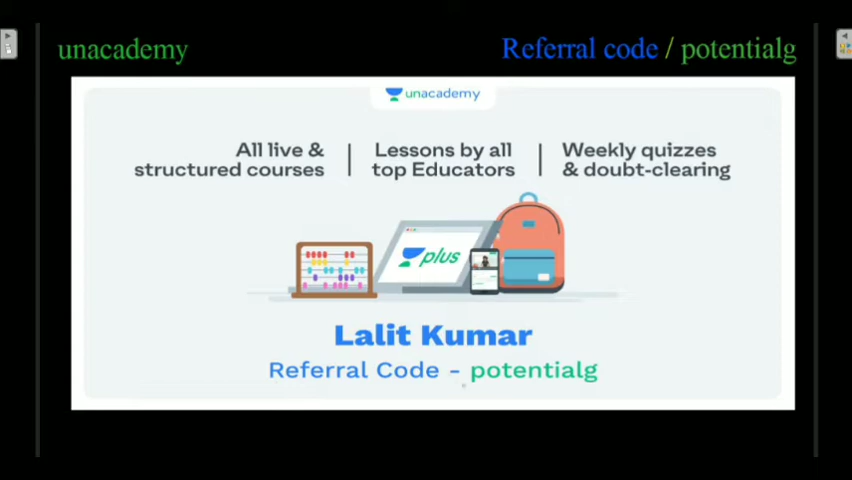 unacademy
Referral code / potentialg
unacademy
All live &
structured courses
Lessons by all
top Educators
Weekly quizzes
& doubt-clearing
plus
Lalit Kumar
Referral Code - potentialg